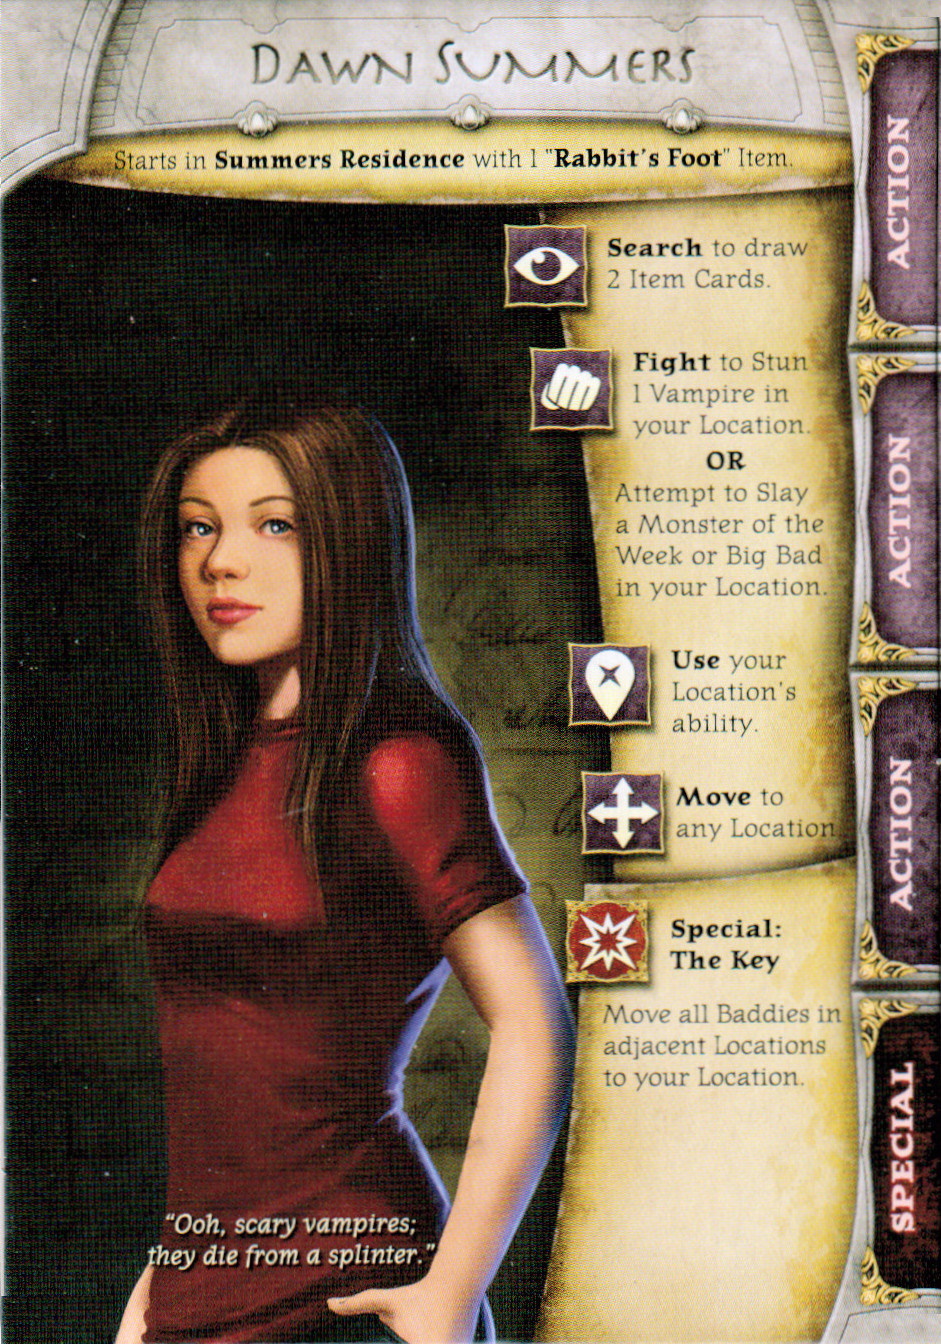 DAWN SUMMERS
Starts in Summers Residence with 1 "Rabbit's Foot" Item.
Search to draw
2 Item Cards.
Fight to Stun
1 Vampire in
your Location.
OR
Attempt to Slay
a Monster of the
Week or Big Bad
in your Location.
Use your
Location's
ability.
Move to
any Location
Special:
The Key
Move all Baddies in
adjacent Locations
to your Location.
"Ooh, scary vampires;
they die from a splinter."
ACTION
ACTION
ACTION
SPECIAL